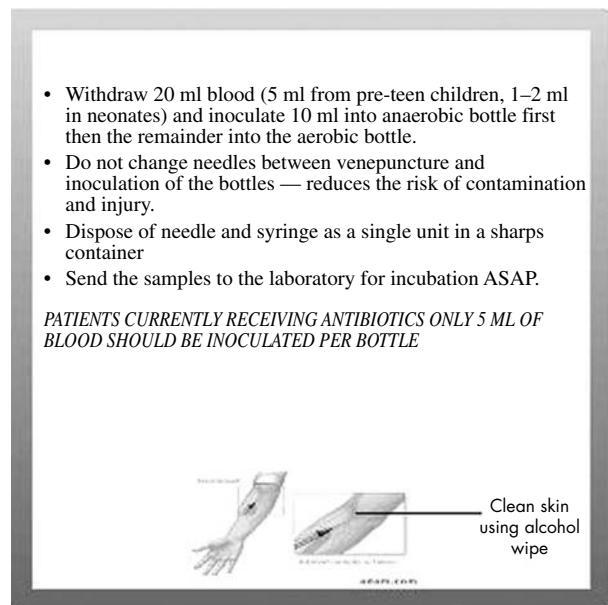 • Withdraw 20 ml blood (5 ml from pre-teen children, 1–2 ml
in neonates) and inoculate 10 ml into anaerobic bottle first
then the remainder into the aerobic bottle.
• Do not change needles between venepuncture and
inoculation of the bottles — reduces the risk of contamination
and injury.
• Dispose of needle and syringe as a single unit in a sharps
container
• Send the samples to the laboratory for incubation ASAP.
PATIENTS CURRENTLY RECEIVING ANTIBIOTICS ONLY 5 ML OF
BLOOD SHOULD BE INOCULATED PER BOTTLE
Clean skin
using alcohol
wipe
adam.com